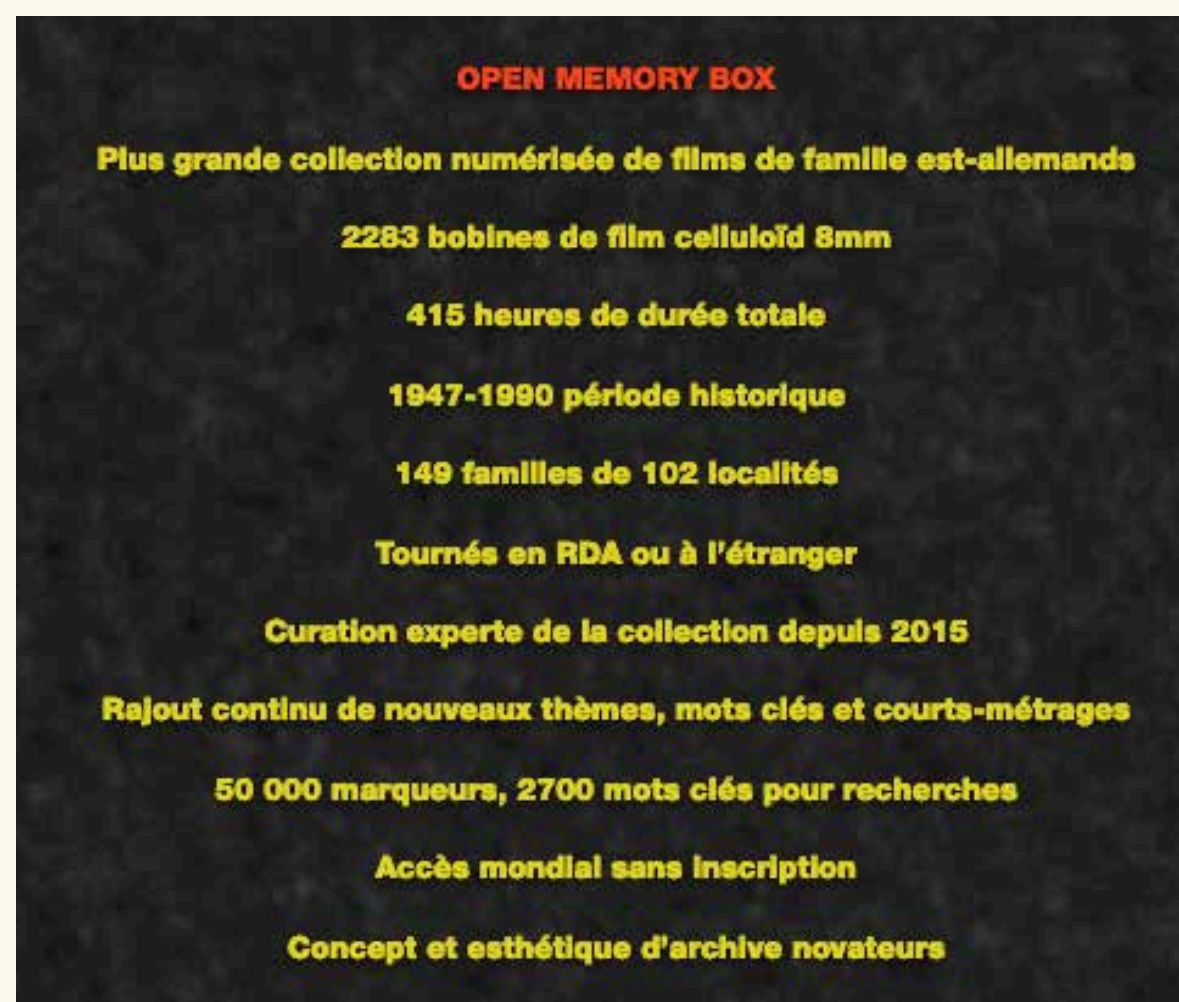 OPEN MEMORY BOX
Plus grande collection numérisée de films de famille est-allemands
2283 bobines de film celluloïd 8mm
415 heures de durée totale
1947-1990 période historique
149 familles de 102 localités
Tournés en RDA ou à l'étranger
Curation experte de la collection depuis 2015
Rajout continu de nouveaux thèmes, mots clés et courts-métrages
50 000 marqueurs, 2700 mots clés pour recherches
Accès mondial sans inscription
Concept et esthétique d'archive novateurs